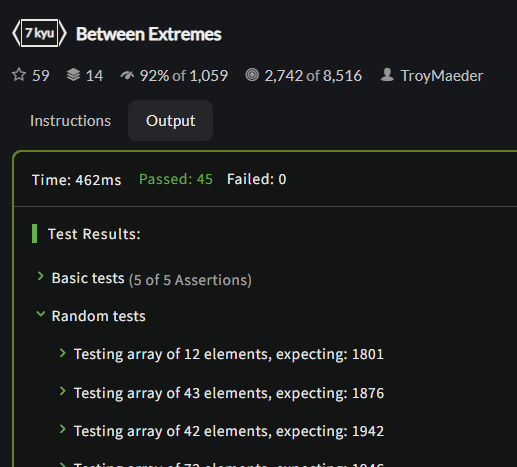 7 kyu Between Extremes
59 14 92% of 1,059 2,742 of 8,516 TroyMaeder
Instructions Output
Time: 462ms Passed: 45 Failed: 0
Test Results:
Basic tests (5 of 5 Assertions)
Random tests
Testing array of 12 elements, expecting: 1801
Testing array of 43 elements, expecting: 1876
Testing array of 42 elements, expecting: 1942